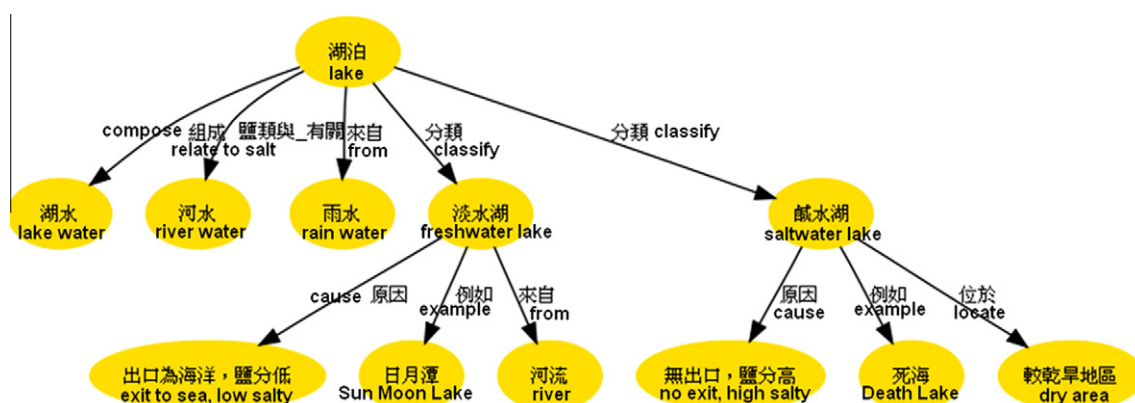 湖泊
lake
compose 組成
鹽類與_有關
relate to salt
來自
from
分類
classify
分類 classify
湖水
lake water
河水
river water
雨水
rain water
淡水湖
freshwater lake
鹹水湖
saltwater lake
cause 原因
例如
example
來自
from
原因
cause
例如
example
位於
locate
出口為海洋，鹽分低
exit to sea, low salty
日月潭
Sun Moon Lake
河流
river
無出口，鹽分高
no exit, high salty
死海
Death Lake
較乾旱地區
dry area